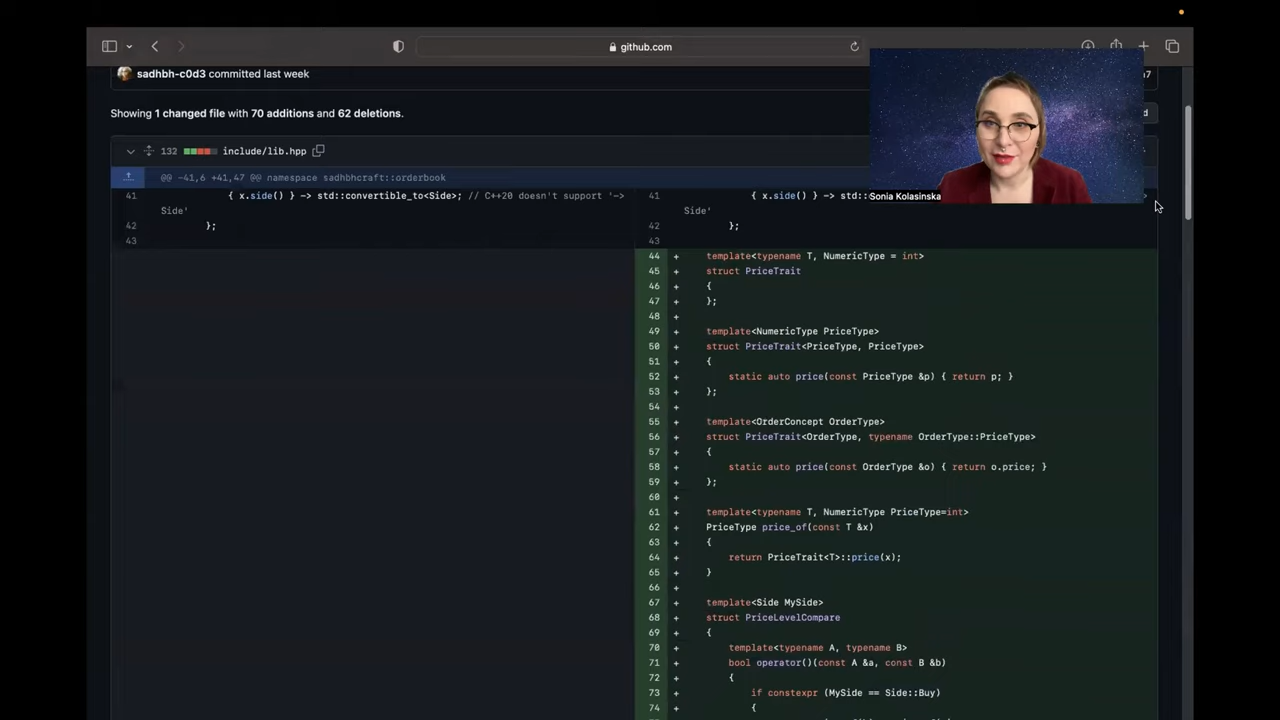 github.com
sadhbh-c0d3 committed last week
Showing 1 changed file with 70 additions and 62 deletions.
132 include/lib.hpp
@@ -41,6 +41,47 @@ namespace sadhbhcraft::orderbook
41 { x.side() } -> std::convertible_to<Side>; // C++20 doesn't support '->
Side'
42 };
43
41 { x.side() } -> std::
Side'
42 };
43
44 + template<typename T, NumericType = int>
45 + struct PriceTrait
46 + {
47 + };
48 +
49 + template<NumericType PriceType>
50 + struct PriceTrait<PriceType, PriceType>
51 + {
52 + static auto price(const PriceType &p) { return p; }
53 + };
54 +
55 + template<OrderConcept OrderType>
56 + struct PriceTrait<OrderType, typename OrderType::PriceType>
57 + {
58 + static auto price(const OrderType &o) { return o.price; }
59 + };
60 +
61 + template<typename T, NumericType PriceType=int>
62 + PriceType price_of(const T &x)
63 + {
64 + return PriceTrait<T>::price(x);
65 + }
66 +
67 + template<Side MySide>
68 + struct PriceLevelCompare
69 + {
70 + template<typename A, typename B>
71 + bool operator()(const A &a, const B &b)
72 + {
73 + if constexpr (MySide == Side::Buy)
74 + {
Sonia Kolasinska